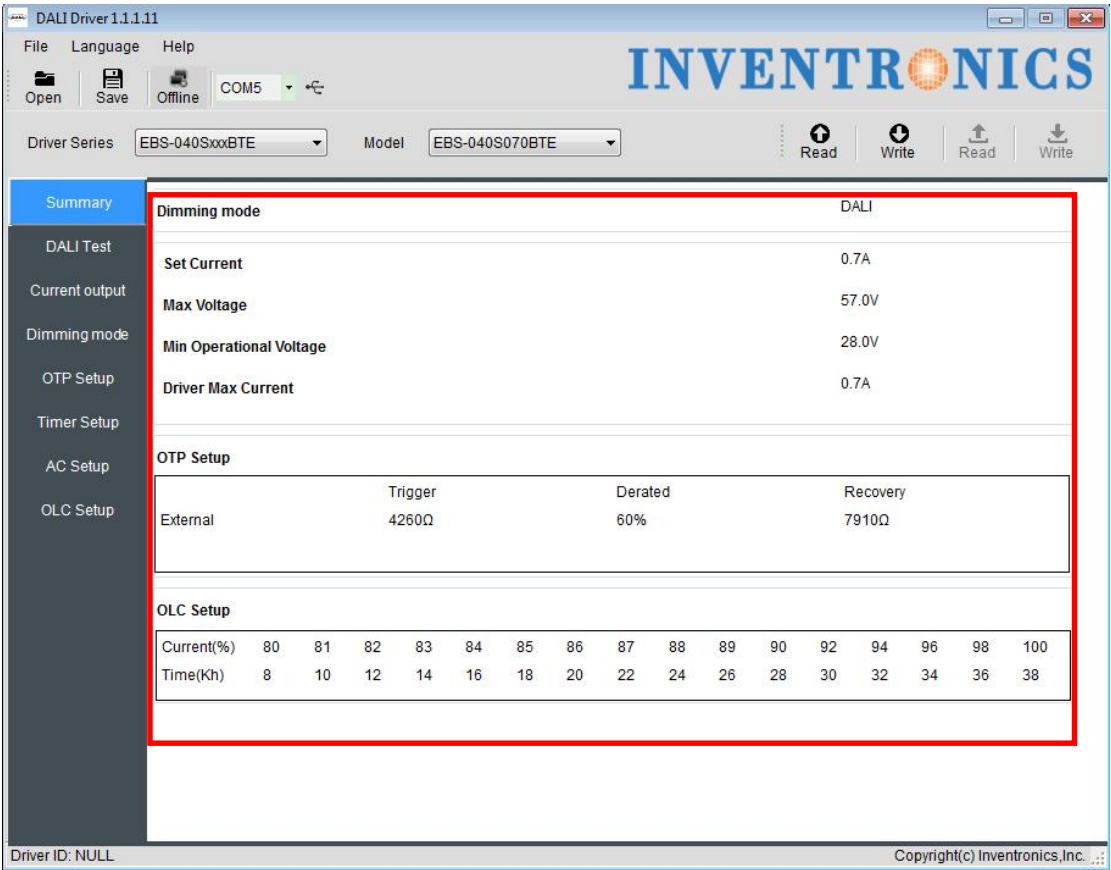 DALI Driver 1.1.1.11
File Language Help
INVENTRONICS
Open Save Offline COM5
Driver Series EBS-040SxxxBTE Model EBS-040S070BTE Read Write Read Write
Summary
DALI Test
Current output
Dimming mode
OTP Setup
Timer Setup
AC Setup
OLC Setup
Dimming mode DALI
Set Current 0.7A
Max Voltage 57.0V
Min Operational Voltage 28.0V
Driver Max Current 0.7A
OTP Setup
Trigger Derated Recovery
External 4260Ω 60% 7910Ω
OLC Setup
Current(%) 80 81 82 83 84 85 86 87 88 89 90 92 94 96 98 100
Time(Kh) 8 10 12 14 16 18 20 22 24 26 28 30 32 34 36 38
Driver ID: NULL Copyright(c) Inventronics,Inc.